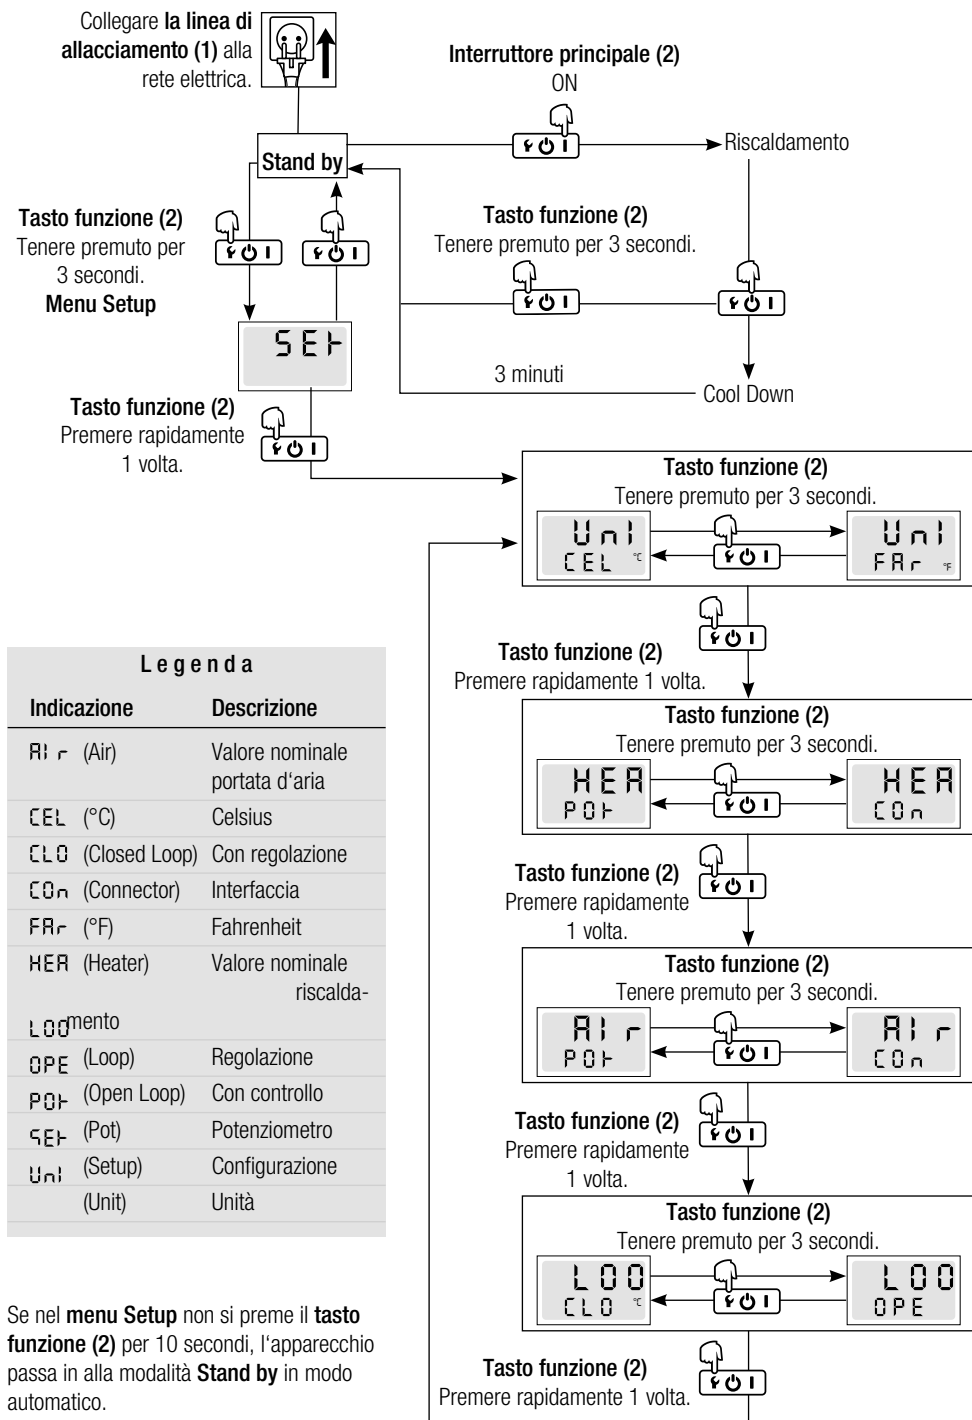 Collegare la linea di
allacciamento (1) alla
rete elettrica.
Interruttore principale (2)
ON
Stand by
Riscaldamento
Tasto funzione (2)
Tenere premuto per
3 secondi.
Menu Setup
Tasto funzione (2)
Tenere premuto per 3 secondi.
SEt
3 minuti
Cool Down
Tasto funzione (2)
Premere rapidamente
1 volta.
Tasto funzione (2)
Tenere premuto per 3 secondi.
UnI
CEL °C
UnI
FAr °F
Tasto funzione (2)
Premere rapidamente 1 volta.
Tasto funzione (2)
Tenere premuto per 3 secondi.
HEA
POt
HEA
COn
Tasto funzione (2)
Premere rapidamente
1 volta.
Tasto funzione (2)
Tenere premuto per 3 secondi.
AIr
POt
AIr
COn
Tasto funzione (2)
Premere rapidamente
1 volta.
Tasto funzione (2)
Tenere premuto per 3 secondi.
LOO
CLO °C
LOO
OPE
Tasto funzione (2)
Premere rapidamente 1 volta.
Legenda
Indicazione Descrizione
AIr (Air) Valore nominale
portata d'aria
CEL (°C) Celsius
CLO (Closed Loop) Con regolazione
COn (Connector) Interfaccia
FAr (°F) Fahrenheit
HEA (Heater) Valore nominale
riscalda-
LOO mento
OPE (Loop) Regolazione
POt (Open Loop) Con controllo
SEt (Pot) Potenziometro
UnI (Setup) Configurazione
(Unit) Unità
Se nel menu Setup non si preme il tasto
funzione (2) per 10 secondi, l'apparecchio
passa in alla modalità Stand by in modo
automatico.